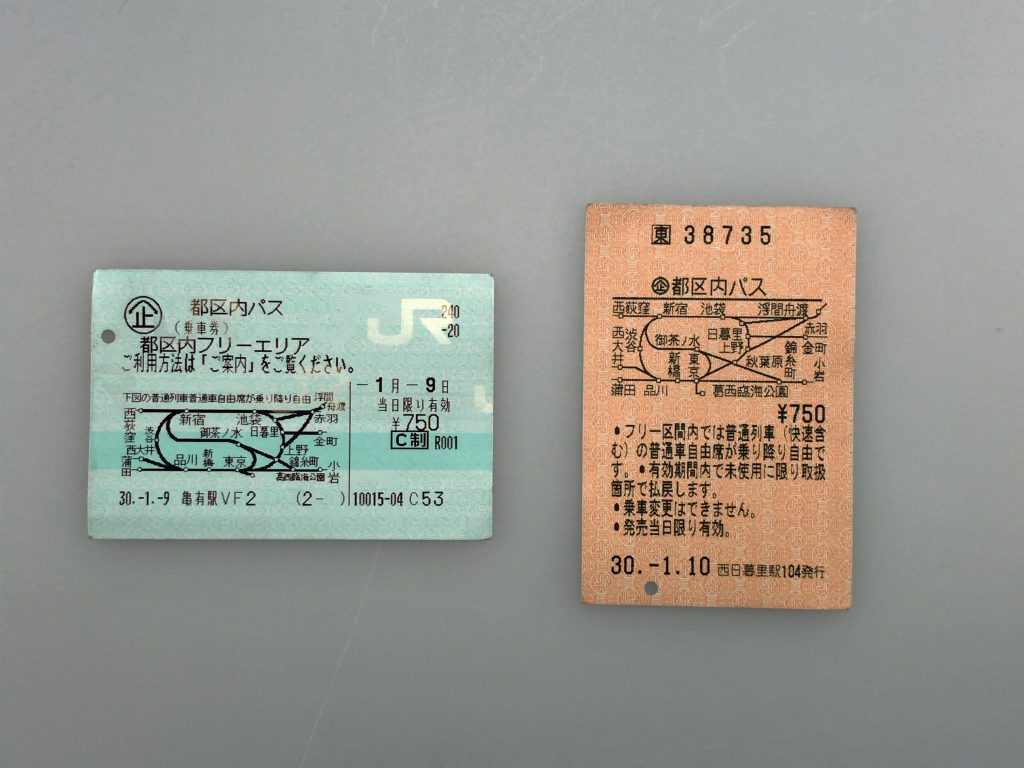 企
都区内パス
(乗車券)
都区内フリーエリア
ご利用方法は「ご案内」をご覧ください。
JR
240
-20
-1月-9日
当日限り有効
¥750
C制 R001
下図の普通列車普通車自由席が乗り降り自由
浮間舟渡
西荻窪
渋谷
新宿
池袋
赤羽
御茶ノ水
日暮里
金町
西大井
蒲田
品川
新橋
東京
上野
錦糸町
小岩
葛西臨海公園
30.-1.-9 亀有駅VF2 (2- ) 10015-04 C53
東 38735
企都区内パス
西荻窪 新宿 池袋 浮間舟渡
赤羽
渋谷
西大井
御茶ノ水
日暮里
上野
金町
新橋
東京
秋葉原
錦糸町
小岩
蒲田 品川 葛西臨海公園
¥750
•フリー区間内では普通列車(快速含
む)の普通車自由席が乗り降り自由で
す。•有効期間内で未使用に限り取扱
箇所で払戻します。
•乗車変更はできません。
•発売当日限り有効。
30.-1.10 西日暮里駅104発行